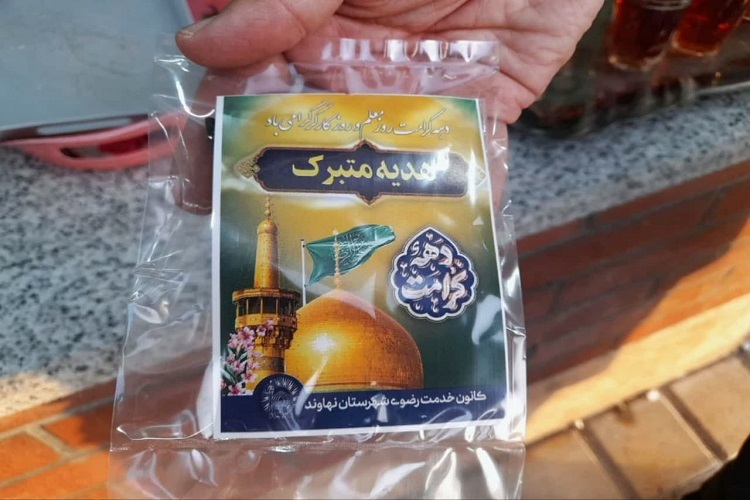 دهه کرامت روز معلم و روز کارگر گرامی باد
هدیه متبرک
دهه
کرامت
کانون خدمت رضوی شهرستان نهاوند